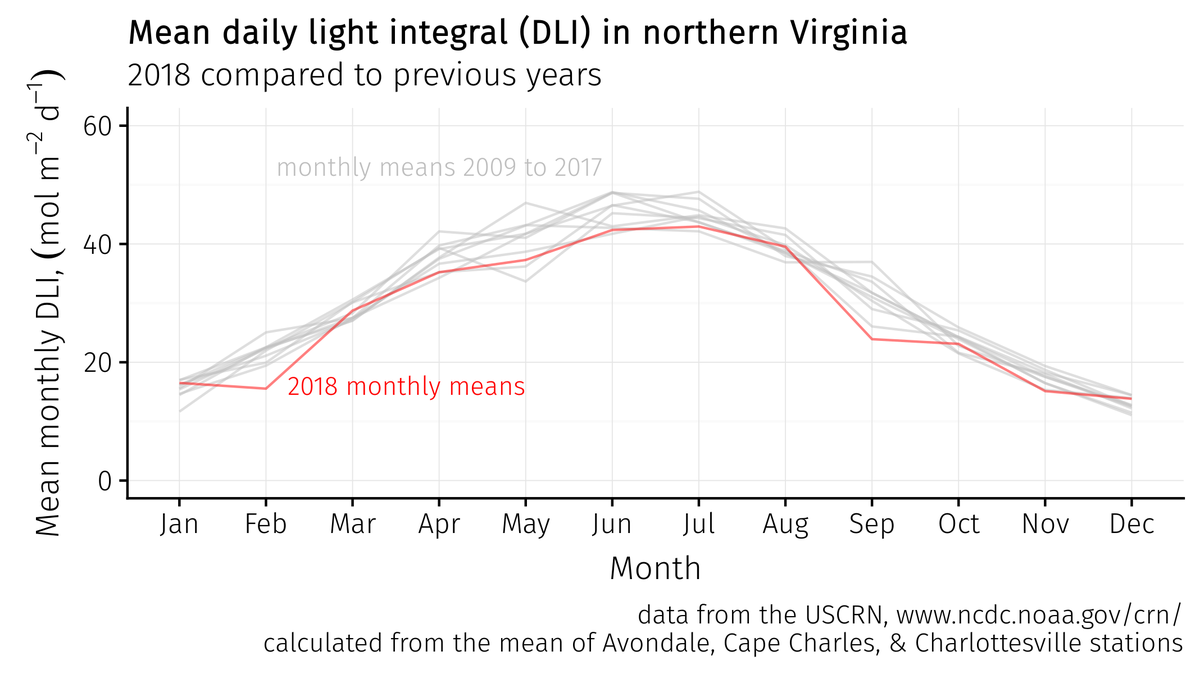 Mean daily light integral (DLI) in northern Virginia
2018 compared to previous years
Mean monthly DLI, (mol m⁻² d⁻¹)
60
40
20
0
monthly means 2009 to 2017
2018 monthly means
Jan Feb Mar Apr May Jun Jul Aug Sep Oct Nov Dec
Month
data from the USCRN, www.ncdc.noaa.gov/crn/
calculated from the mean of Avondale, Cape Charles, & Charlottesville stations